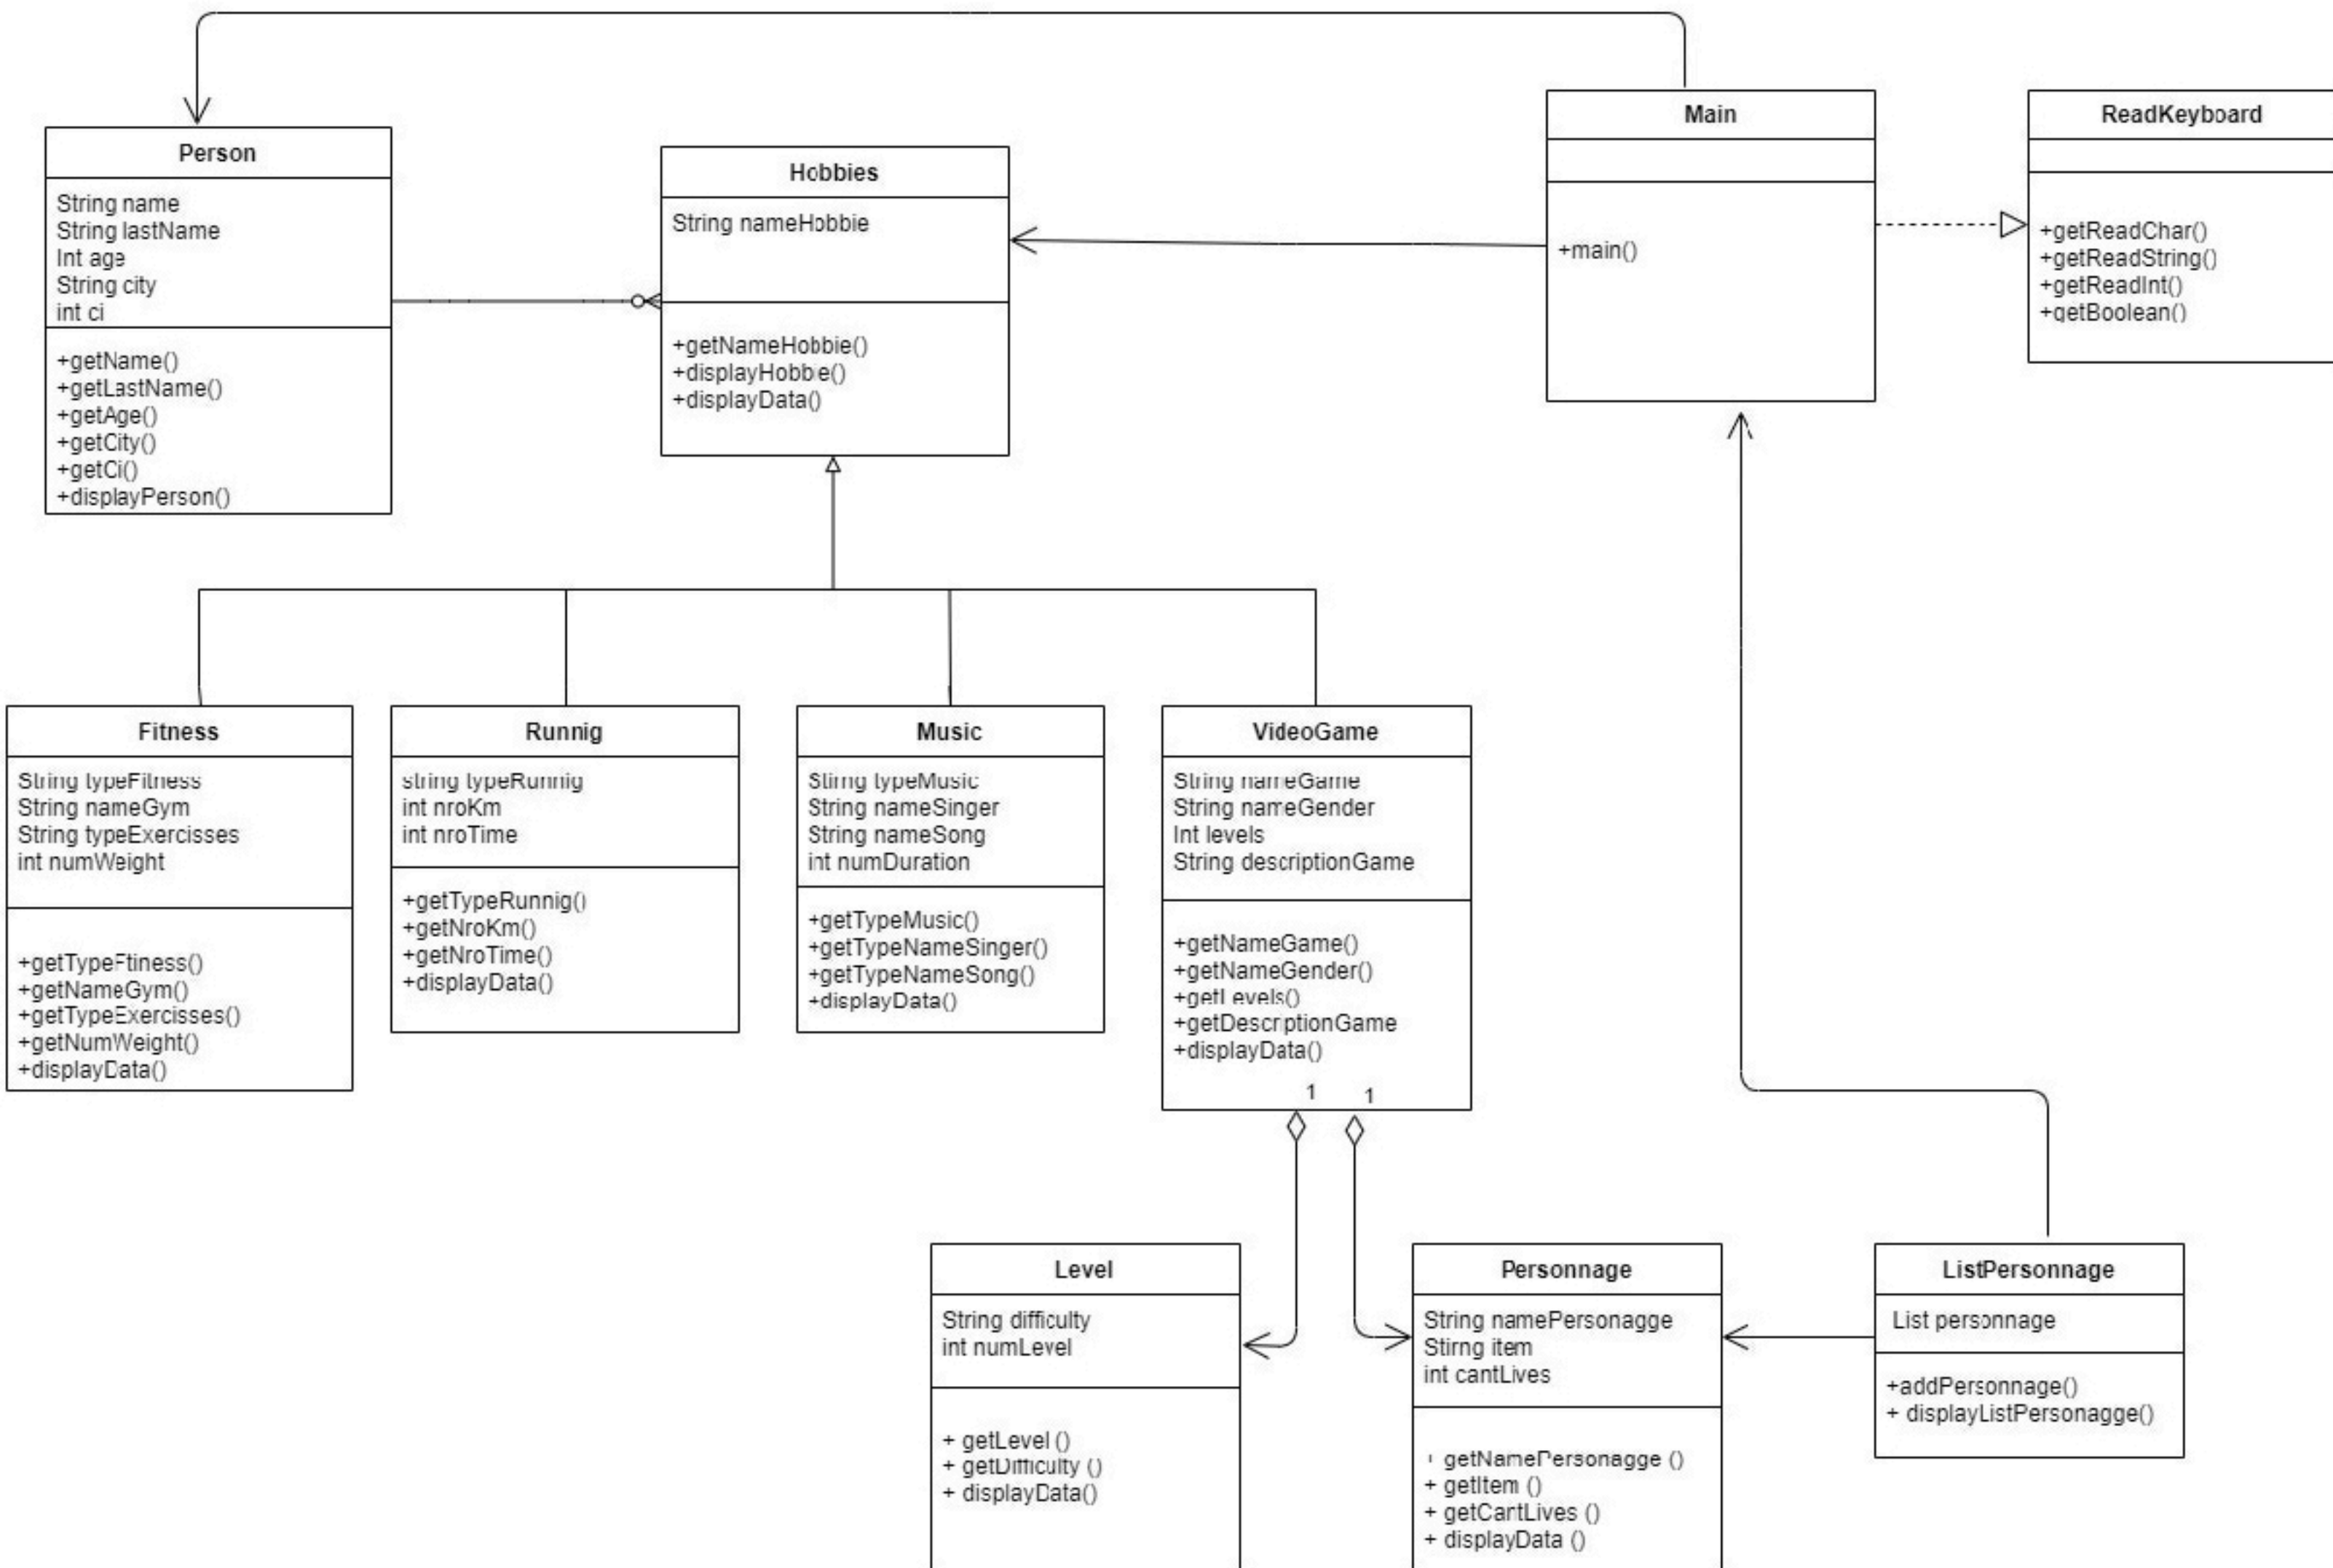 Person
String name
String lastName
Int age
String city
int ci
+getName()
+getLastName()
+getAge()
+getCity()
+getCi()
+displayPerson()
Hobbies
String nameHobbie
+getNameHobbie()
+displayHobbie()
+displayData()
Main
+main()
ReadKeyboard
+getReadChar()
+getReadString()
+getReadInt()
+getBoolean()
Fitness
String typeFitness
String nameGym
String typeExercisses
int numWeight
+getTypeFtiness()
+getNameGym()
+getTypeExercisses()
+getNumWeight()
+displayData()
Runnig
string typeRunnig
int nroKm
int nroTime
+getTypeRunnig()
+getNroKm()
+getNroTime()
+displayData()
Music
Stirng typeMusic
String nameSinger
String nameSong
int numDuration
+getTypeMusic()
+getTypeNameSinger()
+getTypeNameSong()
+displayData()
VideoGame
String nameGame
String nameGender
Int levels
String descriptionGame
+getNameGame()
+getNameGender()
+getLevels()
+getDescriptionGame
+displayData()
1
1
Level
String difficulty
int numLevel
+ getLevel ()
+ getDifficulty ()
+ displayData()
Personnage
String namePersonagge
Stirng item
int cantLives
+ getNamePersonagge ()
+ getItem ()
+ getCantLives ()
+ displayData ()
ListPersonnage
List personnage
+addPersonnage()
+ displayListPersonagge()